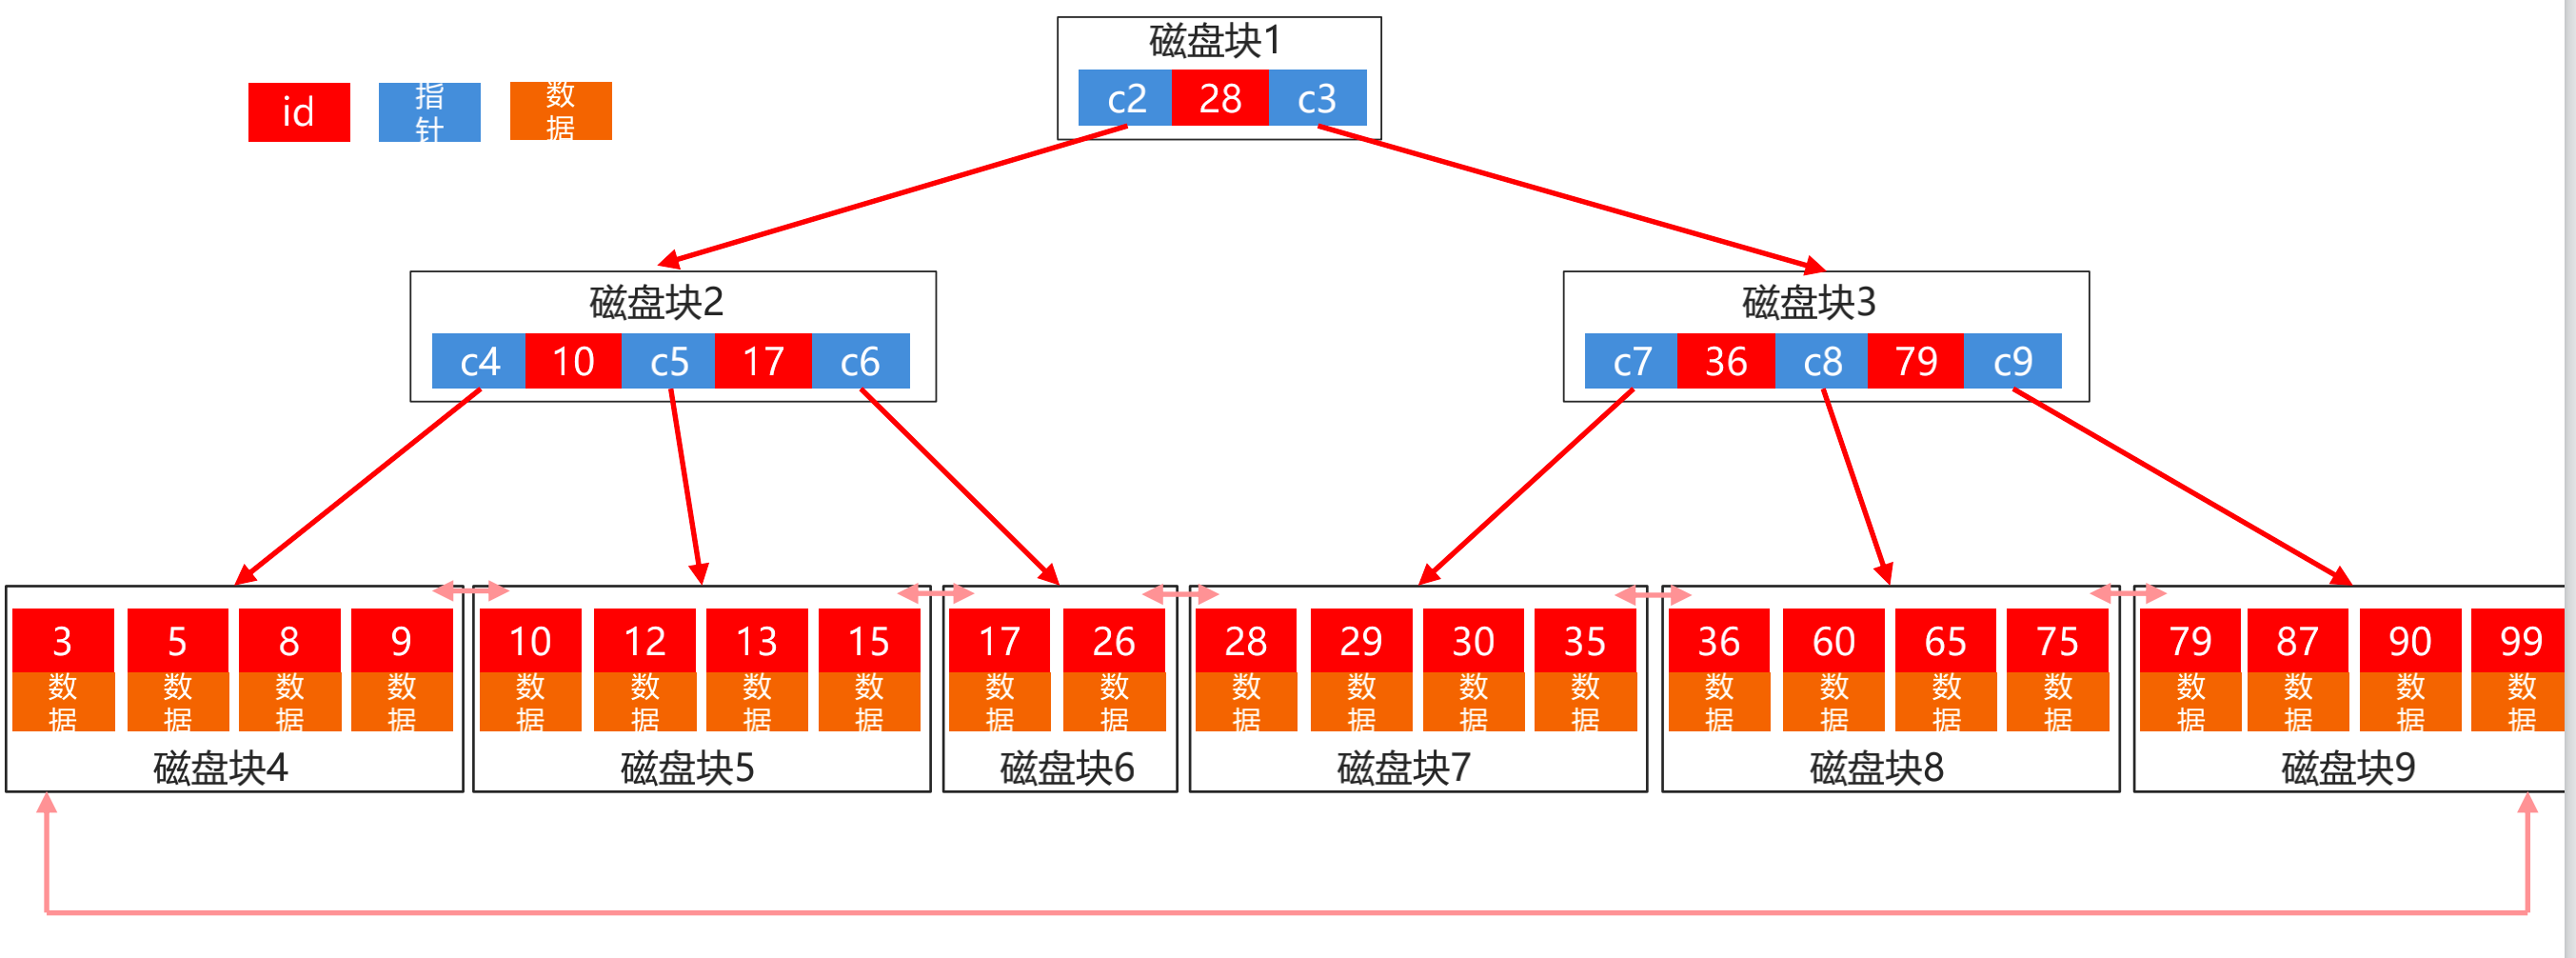 磁盘块1
c2 28 c3
id 指针 数据
磁盘块2
c4 10 c5 17 c6
磁盘块3
c7 36 c8 79 c9
3 5 8 9
数据 数据 数据 数据
磁盘块4
10 12 13 15
数据 数据 数据 数据
磁盘块5
17 26
数据 数据
磁盘块6
28 29 30 35
数据 数据 数据 数据
磁盘块7
36 60 65 75
数据 数据 数据 数据
磁盘块8
79 87 90 99
数据 数据 数据 数据
磁盘块9